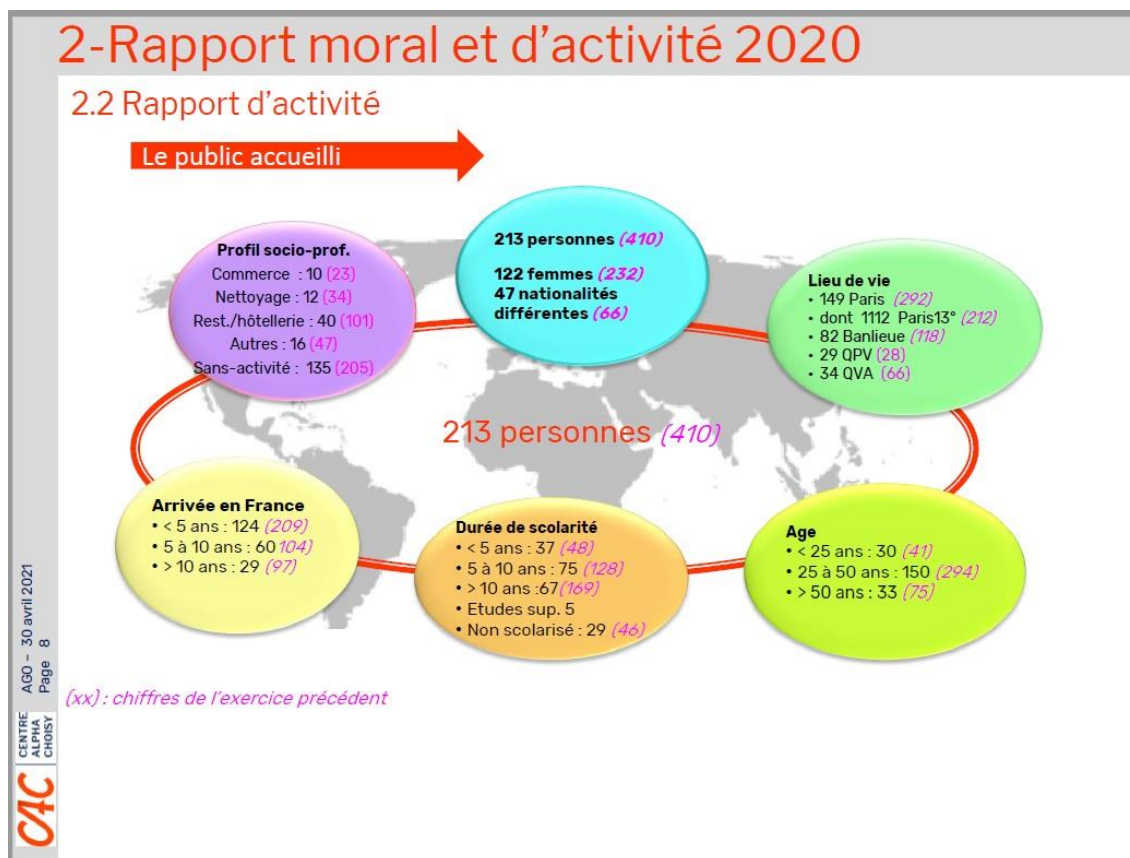 2-Rapport moral et d'activité 2020
2.2 Rapport d'activité
Le public accueilli
Profil socio-prof.
Commerce : 10 (23)
Nettoyage : 12 (34)
Rest./hôtellerie : 40 (101)
Autres : 16 (47)
Sans-activité : 135 (205)
213 personnes (410)
122 femmes (232)
47 nationalités
différentes (66)
Lieu de vie
• 149 Paris (292)
• dont 1112 Paris13° (212)
• 82 Banlieue (118)
• 29 QPV (28)
• 34 QVA (66)
213 personnes (410)
Arrivée en France
• < 5 ans : 124 (209)
• 5 à 10 ans : 60 104)
• > 10 ans : 29 (97)
Durée de scolarité
• < 5 ans : 37 (48)
• 5 à 10 ans : 75 (128)
• > 10 ans :67(169)
• Etudes sup. 5
• Non scolarisé : 29 (46)
Age
• < 25 ans : 30 (41)
• 25 à 50 ans : 150 (294)
• > 50 ans : 33 (75)
(xx) : chiffres de l'exercice précédent
AGO – 30 avril 2021
Page 8
CENTRE
ALPHA
CHOISY
CAC